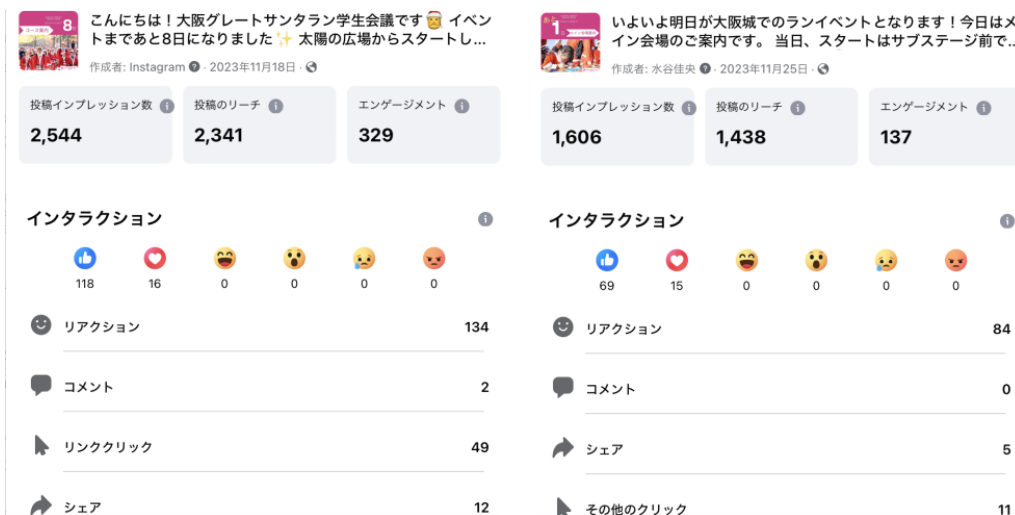 8
コース案内
こんにちは！大阪グレートサンタラン学生会議です🎅 イベン
トまであと8日になりました✨ 太陽の広場からスタートし...
作成者: Instagram · 2023年11月18日 ·
投稿インプレッション数
2,544
投稿のリーチ
2,341
エンゲージメント
329
インタラクション
118 16 0 0 0 0
リアクション 134
コメント 2
リンククリック 49
シェア 12
あと
1
いよいよ明日が大阪城でのランイベントとなります！今日はメ
イン会場のご案内です。 当日、スタートはサブステージ前で...
作成者: 水谷佳央 · 2023年11月25日 ·
投稿インプレッション数
1,606
投稿のリーチ
1,438
エンゲージメント
137
インタラクション
69 15 0 0 0 0
リアクション 84
コメント 0
シェア 5
その他のクリック 11